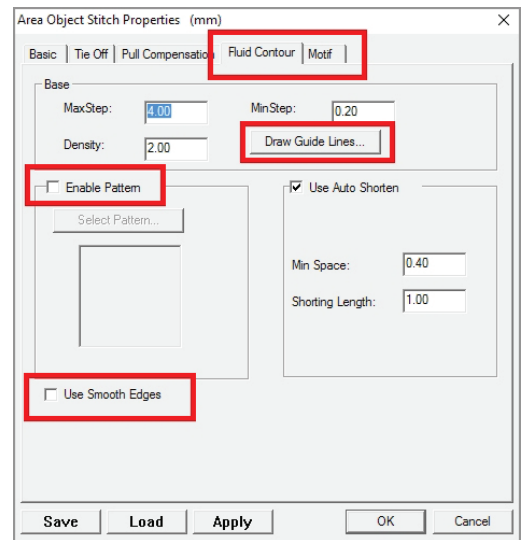 Area Object Stitch Properties (mm)
Basic Tie Off Pull Compensation Fluid Contour Motif
Base
MaxStep: 4.00 MinStep: 0.20
Density: 2.00 Draw Guide Lines...
Enable Pattern
Select Pattern...
Use Auto Shorten
Min Space: 0.40
Shorting Length: 1.00
Use Smooth Edges
Save Load Apply OK Cancel